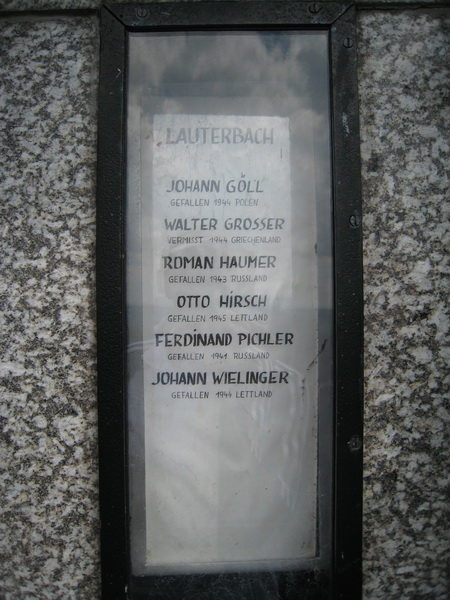 LAUTERBACH
JOHANN GÖLL
GEFALLEN 1944 POLEN
WALTER GROSSER
VERMISST 1944 GRIECHENLAND
ROMAN HAUMER
GEFALLEN 1943 RUSSLAND
OTTO HIRSCH
GEFALLEN 1945 LETTLAND
FERDINAND PICHLER
GEFALLEN 1941 RUSSLAND
JOHANN WIELINGER
GEFALLEN 1944 LETTLAND